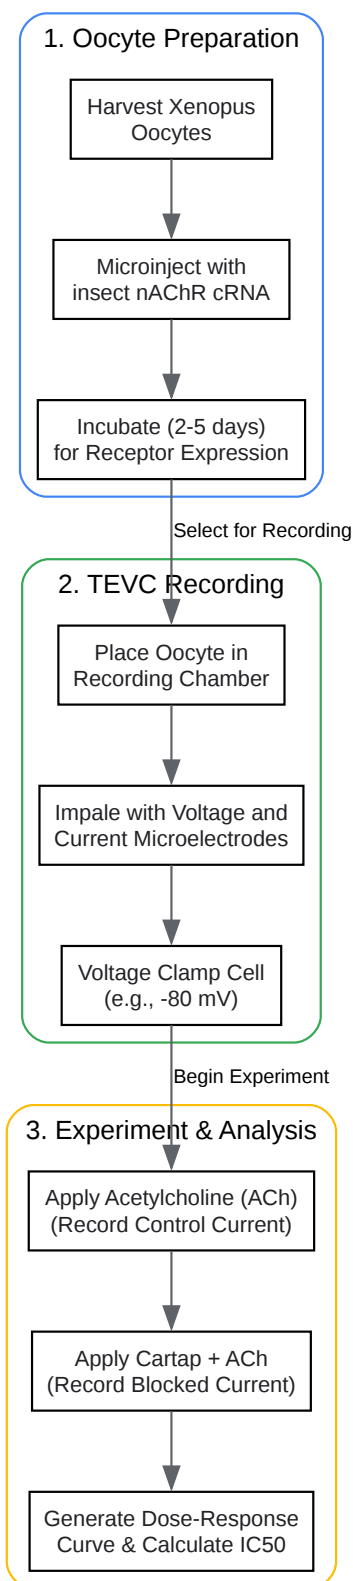 1. Oocyte Preparation
Harvest Xenopus
Oocytes
Microinject with
insect nAChR cRNA
Incubate (2-5 days)
for Receptor Expression
Select for Recording
2. TEVC Recording
Place Oocyte in
Recording Chamber
Impale with Voltage and
Current Microelectrodes
Voltage Clamp Cell
(e.g., -80 mV)
Begin Experiment
3. Experiment & Analysis
Apply Acetylcholine (ACh)
(Record Control Current)
Apply Cartap + ACh
(Record Blocked Current)
Generate Dose-Response
Curve & Calculate IC50